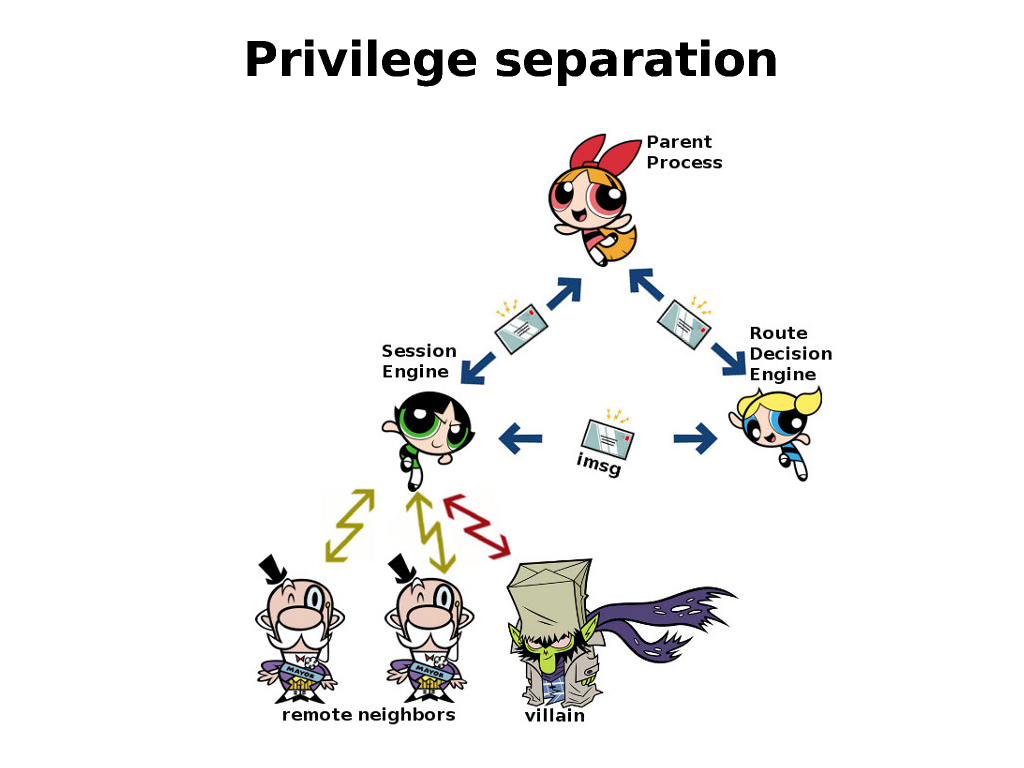 Privilege separation
Parent
Process
Route
Decision
Engine
Session
Engine
imsg
MAYOR
MAYOR
remote neighbors
villain